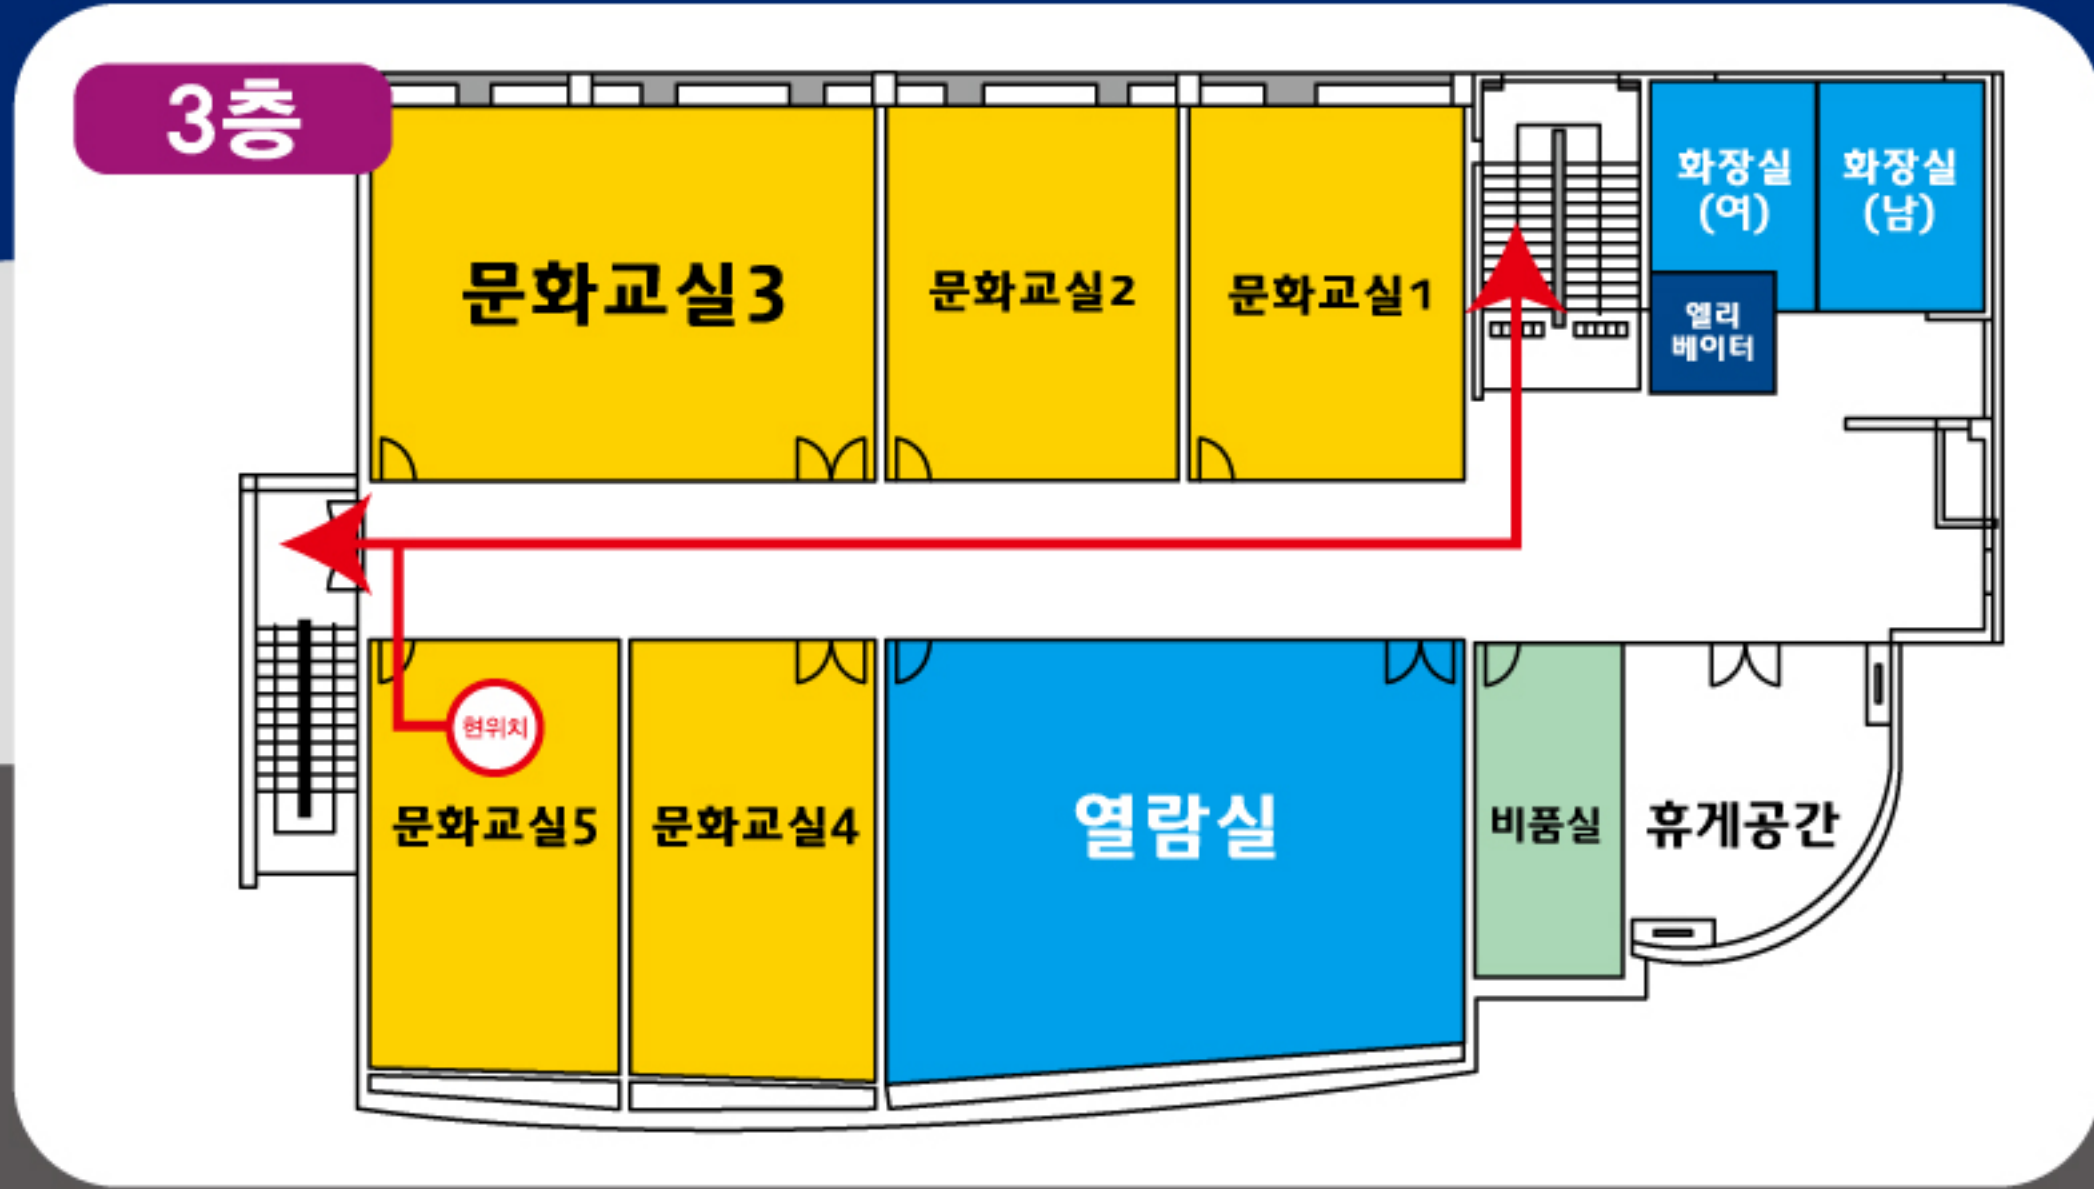 3층
문화교실3
문화교실2
문화교실1
화장실
(여)
화장실
(남)
엘리
베이터
현위치
문화교실5
문화교실4
열람실
비품실
휴게공간